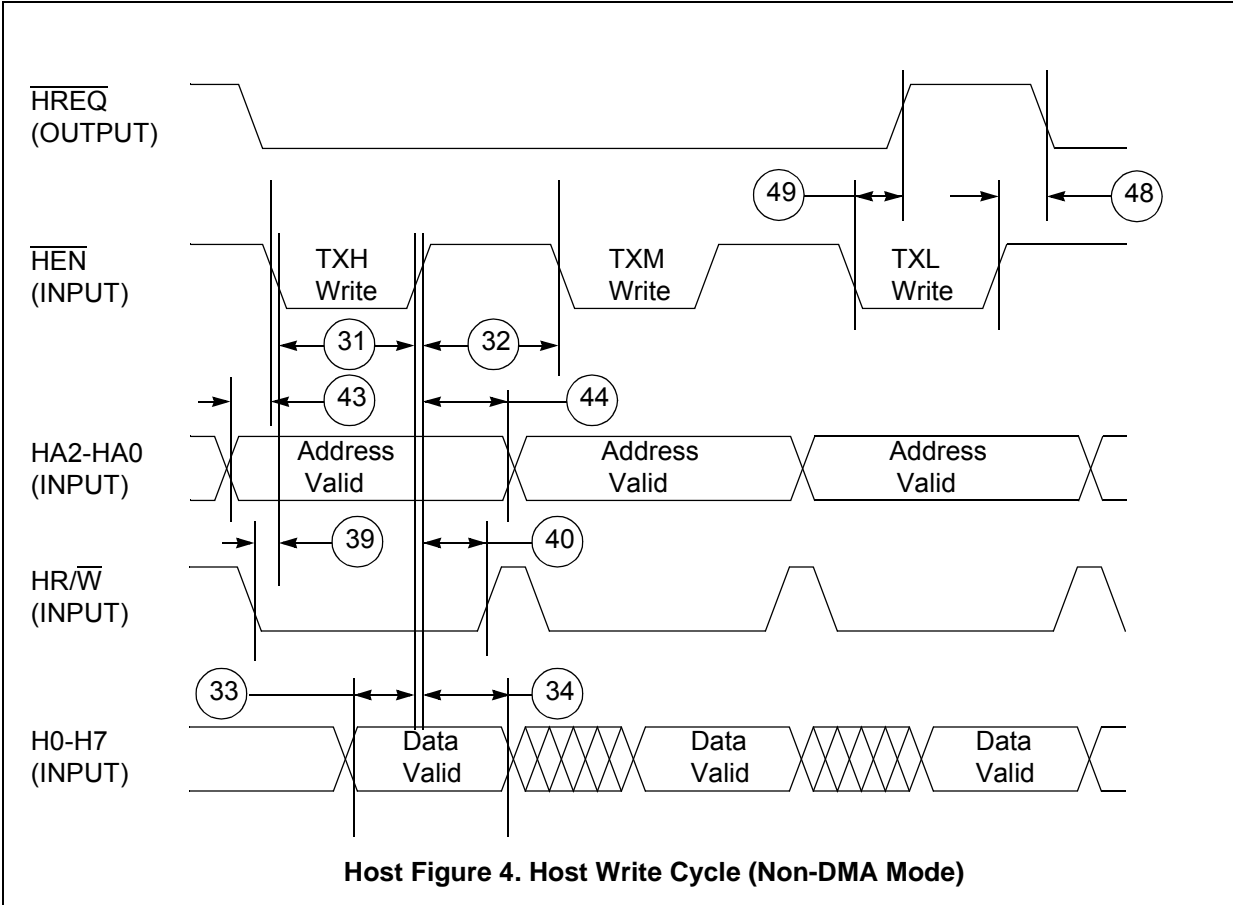 H̅R̅E̅Q̅
(OUTPUT)
49
48
H̅E̅N̅
(INPUT)
TXH
Write
TXM
Write
TXL
Write
31
32
43
44
HA2-HA0
(INPUT)
Address
Valid
Address
Valid
Address
Valid
39
40
HR/W̅
(INPUT)
33
34
H0-H7
(INPUT)
Data
Valid
Data
Valid
Data
Valid
Host Figure 4. Host Write Cycle (Non-DMA Mode)